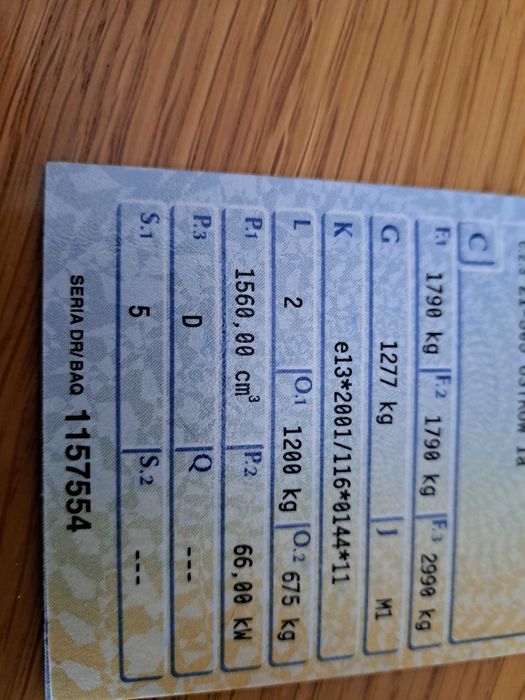 C
F.1 1790 kg F.2 1790 kg F.3 2990 kg
G 1277 kg J M1
K e13*2001/116*0144*11
L 2 O.1 1200 kg O.2 675 kg
P.1 1560,00 cm³ P.2 66,00 kW
P.3 D Q ---
S.1 5 S.2 ---
SERIA DR/BAQ 1157554